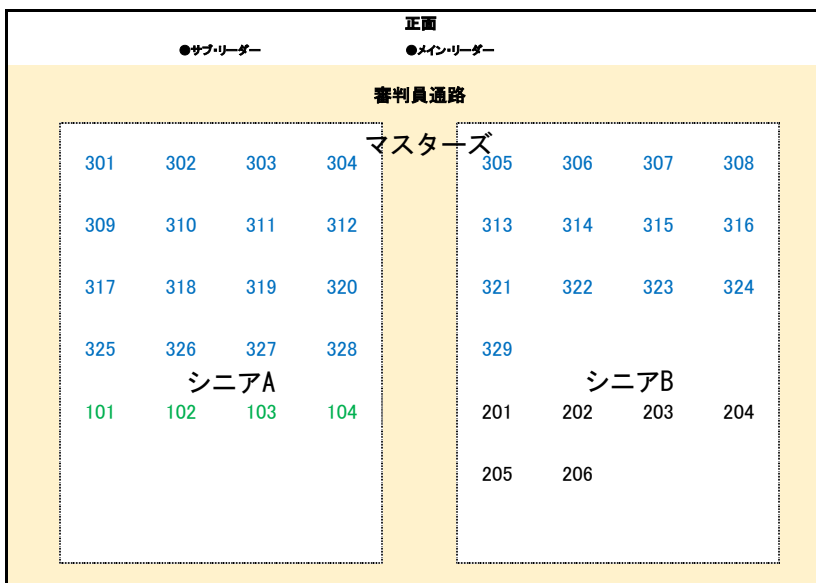 正面
●サブ・リーダー ●メイン・リーダー
審判員通路
マスターズ
301 302 303 304 305 306 307 308
309 310 311 312 313 314 315 316
317 318 319 320 321 322 323 324
325 326 327 328 329
シニアA シニアB
101 102 103 104 201 202 203 204
205 206